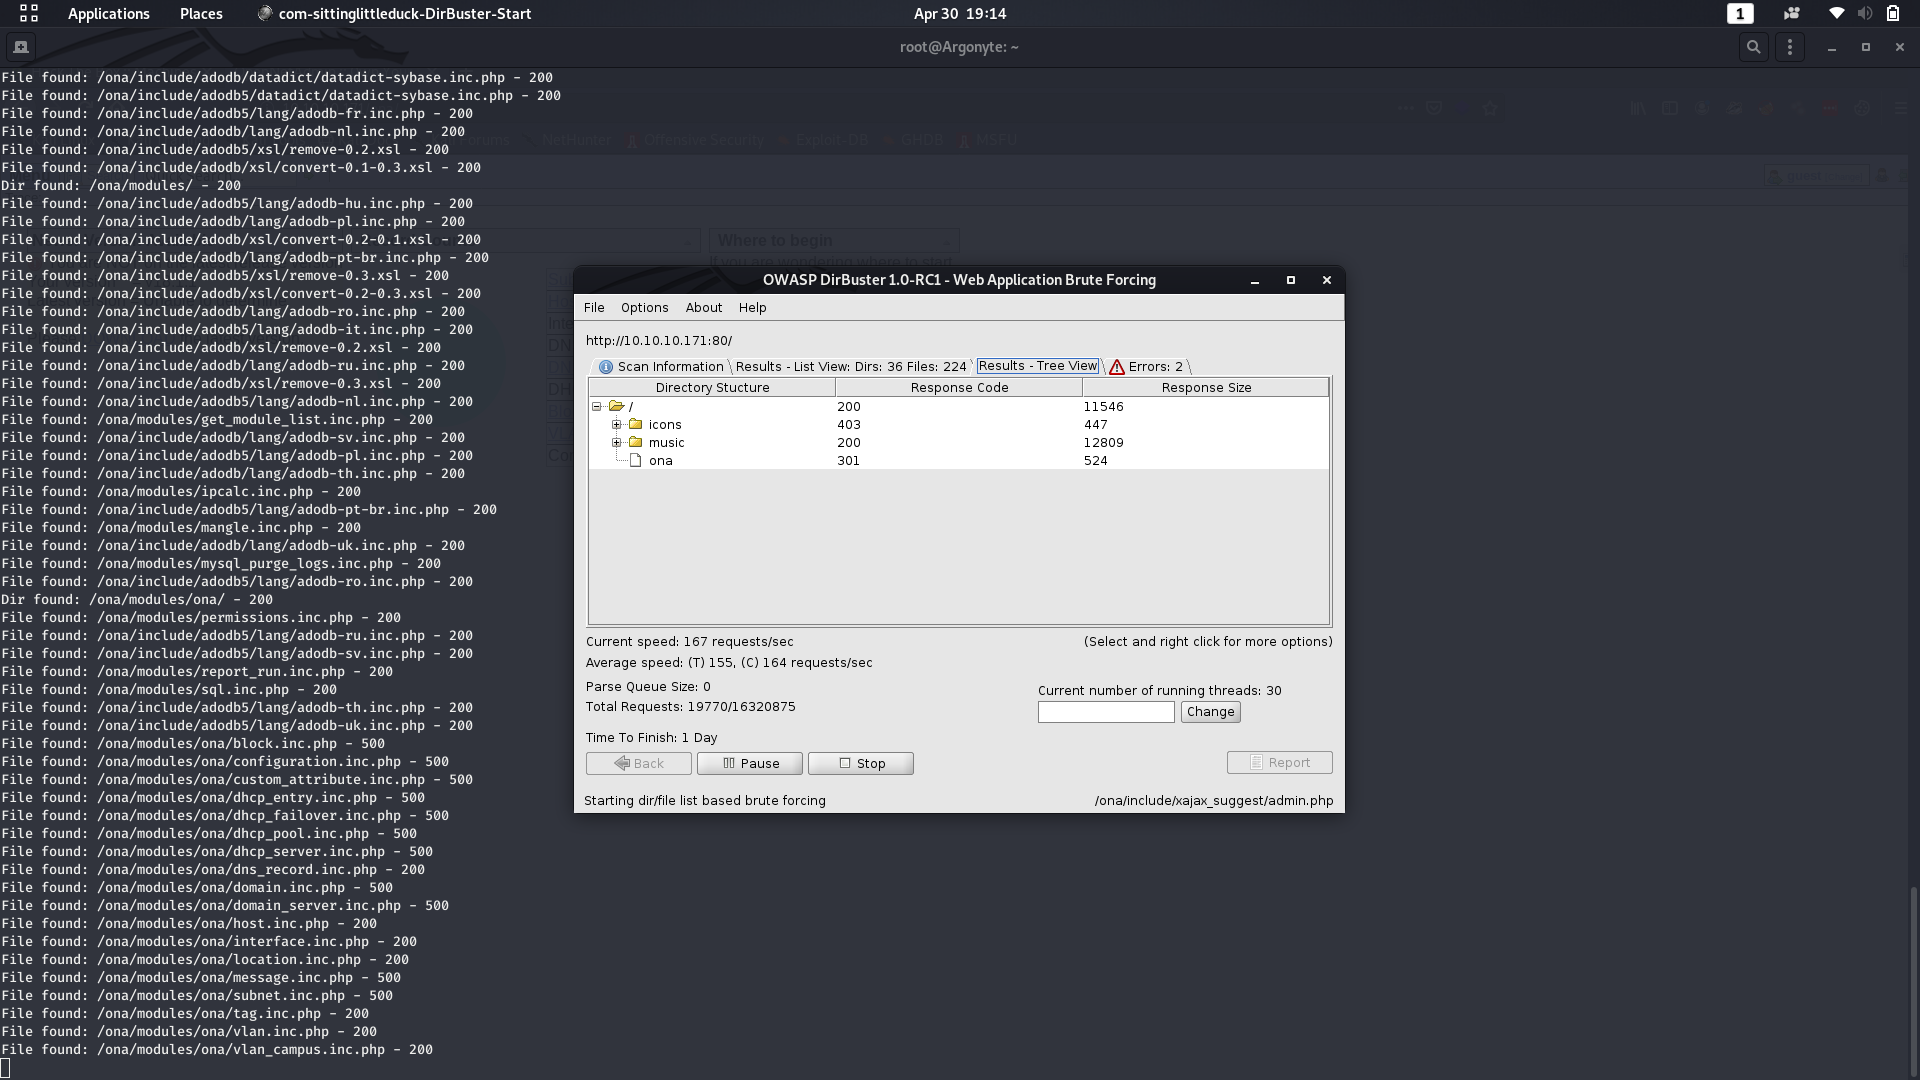 Applications Places com-sittinglittleduck-DirBuster-Start Apr 30 19:14 1
root@Argonyte: ~
File found: /ona/include/adodb/datadict/datadict-sybase.inc.php - 200
File found: /ona/include/adodb5/datadict/datadict-sybase.inc.php - 200
File found: /ona/include/adodb5/lang/adodb-fr.inc.php - 200
File found: /ona/include/adodb/lang/adodb-nl.inc.php - 200
File found: /ona/include/adodb5/xsl/remove-0.2.xsl - 200
File found: /ona/include/adodb/xsl/convert-0.1-0.3.xsl - 200
Dir found: /ona/modules/ - 200
File found: /ona/include/adodb5/lang/adodb-hu.inc.php - 200
File found: /ona/include/adodb/lang/adodb-pl.inc.php - 200
File found: /ona/include/adodb/xsl/convert-0.2-0.1.xsl - 200
File found: /ona/include/adodb/lang/adodb-pt-br.inc.php - 200
File found: /ona/include/adodb5/xsl/remove-0.3.xsl - 200
File found: /ona/include/adodb/xsl/convert-0.2-0.3.xsl - 200
File found: /ona/include/adodb/lang/adodb-ro.inc.php - 200
File found: /ona/include/adodb5/lang/adodb-it.inc.php - 200
File found: /ona/include/adodb/xsl/remove-0.2.xsl - 200
File found: /ona/include/adodb/lang/adodb-ru.inc.php - 200
File found: /ona/include/adodb/xsl/remove-0.3.xsl - 200
File found: /ona/include/adodb5/lang/adodb-nl.inc.php - 200
File found: /ona/modules/get_module_list.inc.php - 200
File found: /ona/include/adodb/lang/adodb-sv.inc.php - 200
File found: /ona/include/adodb5/lang/adodb-pl.inc.php - 200
File found: /ona/include/adodb/lang/adodb-th.inc.php - 200
File found: /ona/modules/ipcalc.inc.php - 200
File found: /ona/include/adodb5/lang/adodb-pt-br.inc.php - 200
File found: /ona/modules/mangle.inc.php - 200
File found: /ona/include/adodb/lang/adodb-uk.inc.php - 200
File found: /ona/modules/mysql_purge_logs.inc.php - 200
File found: /ona/include/adodb5/lang/adodb-ro.inc.php - 200
Dir found: /ona/modules/ona/ - 200
File found: /ona/modules/permissions.inc.php - 200
File found: /ona/include/adodb5/lang/adodb-ru.inc.php - 200
File found: /ona/include/adodb5/lang/adodb-sv.inc.php - 200
File found: /ona/modules/report_run.inc.php - 200
File found: /ona/modules/sql.inc.php - 200
File found: /ona/include/adodb5/lang/adodb-th.inc.php - 200
File found: /ona/include/adodb5/lang/adodb-uk.inc.php - 200
File found: /ona/modules/ona/block.inc.php - 500
File found: /ona/modules/ona/configuration.inc.php - 500
File found: /ona/modules/ona/custom_attribute.inc.php - 500
File found: /ona/modules/ona/dhcp_entry.inc.php - 500
File found: /ona/modules/ona/dhcp_failover.inc.php - 500
File found: /ona/modules/ona/dhcp_pool.inc.php - 500
File found: /ona/modules/ona/dhcp_server.inc.php - 500
File found: /ona/modules/ona/dns_record.inc.php - 200
File found: /ona/modules/ona/domain.inc.php - 500
File found: /ona/modules/ona/domain_server.inc.php - 500
File found: /ona/modules/ona/host.inc.php - 200
File found: /ona/modules/ona/interface.inc.php - 200
File found: /ona/modules/ona/location.inc.php - 200
File found: /ona/modules/ona/message.inc.php - 500
File found: /ona/modules/ona/subnet.inc.php - 500
File found: /ona/modules/ona/tag.inc.php - 200
File found: /ona/modules/ona/vlan.inc.php - 200
File found: /ona/modules/ona/vlan_campus.inc.php - 200
Forums NetHunter Offensive Security Exploit-DB GHDB MSFU
Where to begin
If you are wondering where to start
OWASP DirBuster 1.0-RC1 - Web Application Brute Forcing
File Options About Help
http://10.10.10.171:80/
Scan Information Results - List View: Dirs: 36 Files: 224 Results - Tree View Errors: 2
Directory Stucture Response Code Response Size
/ 200 11546
icons 403 447
music 200 12809
ona 301 524
Current speed: 167 requests/sec (Select and right click for more options)
Average speed: (T) 155, (C) 164 requests/sec
Parse Queue Size: 0
Current number of running threads: 30
Total Requests: 19770/16320875
Change
Time To Finish: 1 Day
Back Pause Stop Report
Starting dir/file list based brute forcing /ona/include/xajax_suggest/admin.php